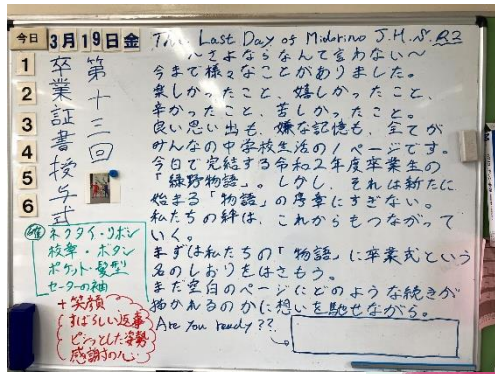 今日 3月19日金
1
2
3
4
5
6
第十三回
卒業証書授与式
確
ネクタイ・リボン
校章・ボタン
ポケット・髪型
セーターの袖
+笑顔
すばらしい返事
ピシッとした姿勢
感謝の心
The Last Day of Midorino J.H.S. R2
～さよならなんて言わない～
今まで様々なことがありました。
楽しかったこと、嬉しかったこと、
辛かったこと、苦しかったこと。
良い思い出も、嫌な記憶も、全てが
みんなの中学校生活の1ページです。
今日で完結する令和2年度卒業生の
「緑野物語」。しかし、それは新たに
始まる「物語」の序章にすぎない。
私たちの絆は、これからもつながって
いく。
まずは私たちの「物語」に卒業式という
名のしおりをはさもう。
まだ空白のページにどのような続きが
描かれるのかに想いを馳せながら。
Are you ready??